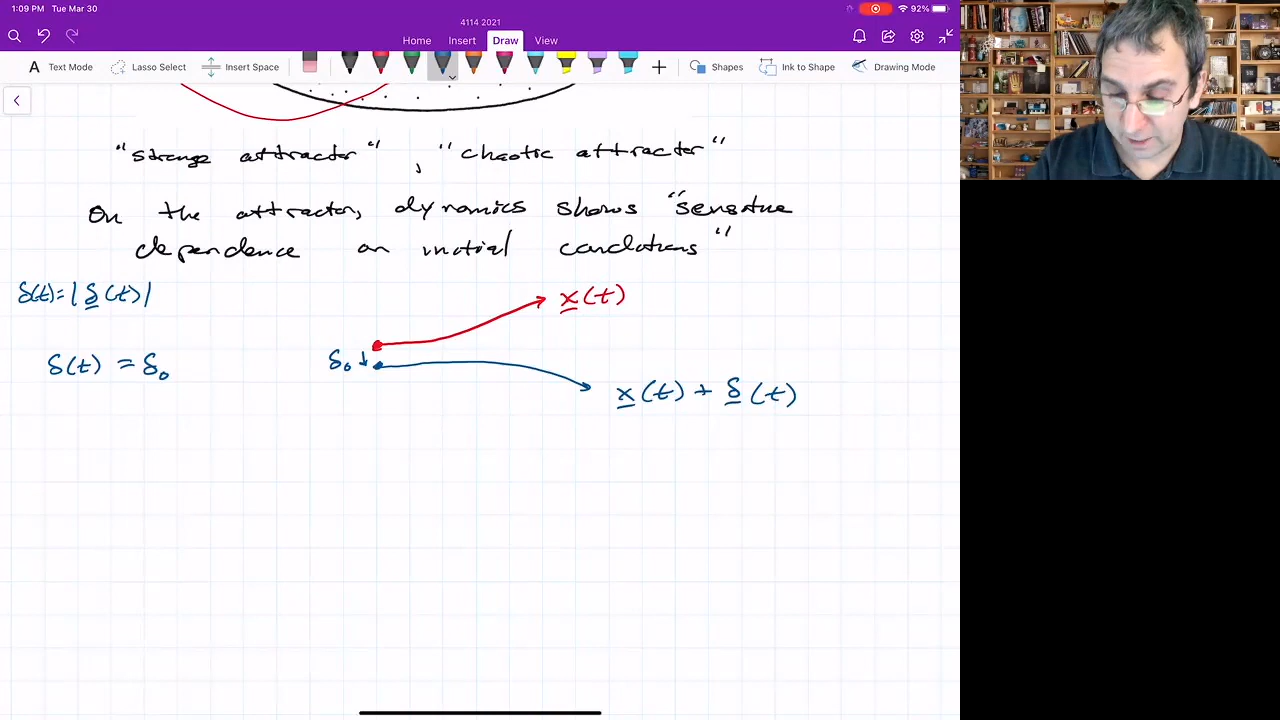 1:09 PM Tue Mar 30
92%
4114 2021
Home Insert Draw View
A Text Mode Lasso Select Insert Space Shapes Ink to Shape Drawing Mode
"strange attractor", "chaotic attractor"
On the attractor, dynamics shows "sensitive
dependence on initial conditions"
δ(t) = |δ̲(t)|
x̲(t)
δ(t) = δ₀
δ₀
x̲(t) + δ̲(t)